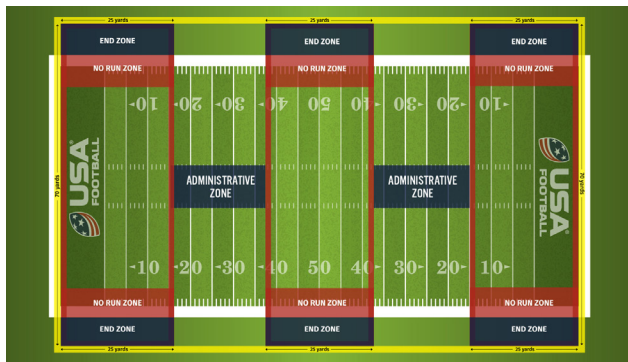 25 yards 25 yards 25 yards
END ZONE END ZONE END ZONE
NO RUN ZONE NO RUN ZONE NO RUN ZONE
10 20 30 40 50 40 30 20 10
70 yards
USA
FOOTBALL
ADMINISTRATIVE
ZONE
ADMINISTRATIVE
ZONE
USA
FOOTBALL
70 yards
10 20 30 40 50 40 30 20 10
NO RUN ZONE NO RUN ZONE NO RUN ZONE
END ZONE END ZONE END ZONE
25 yards 25 yards 25 yards